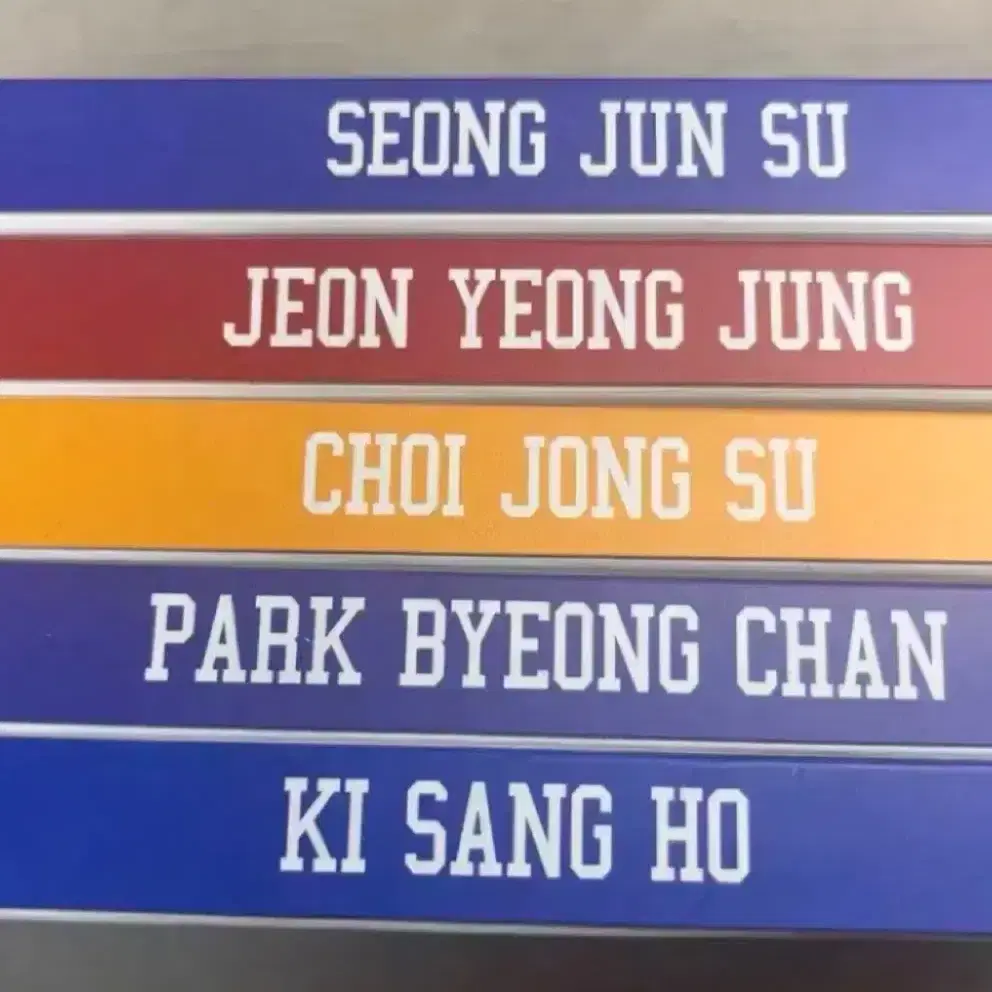 SEONG JUN SU
JEON YEONG JUNG
CHOI JONG SU
PARK BYEONG CHAN
KI SANG HO